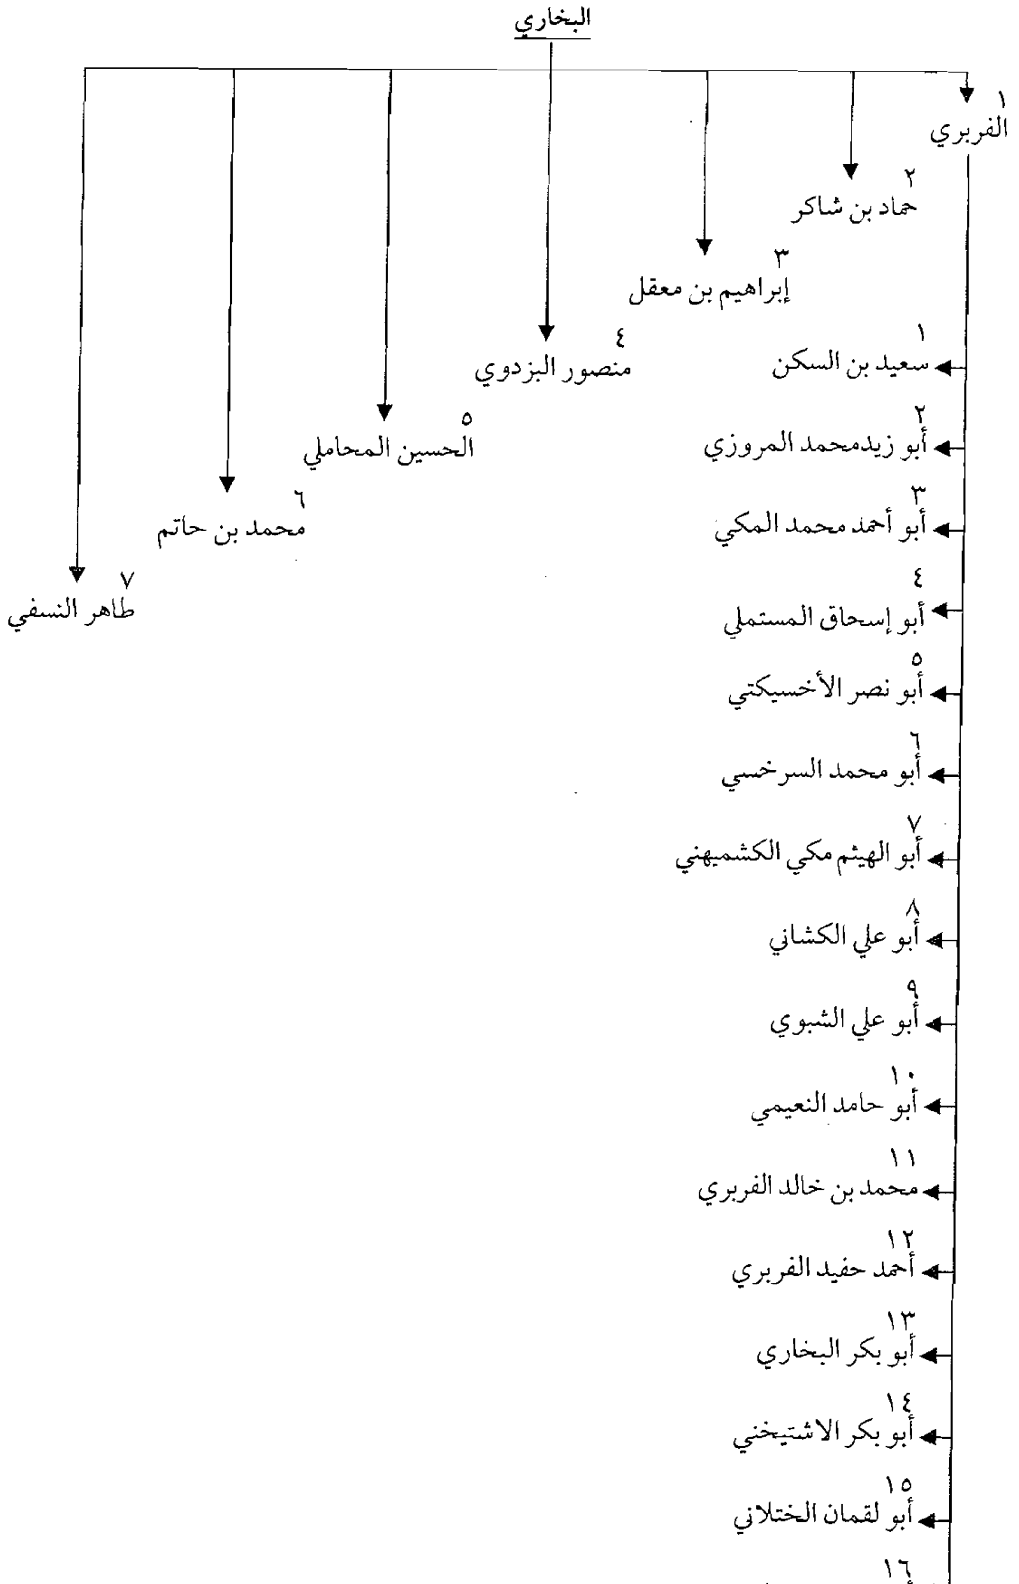 البخاري
١
الفربري
٢
حماد بن شاكر
٣
إبراهيم بن معقل
٤
منصور البزدوي
٥
الحسين المحاملي
٦
محمد بن حاتم
٧
طاهر النسفي
١
سعيد بن السكن
٢
أبو زيدمحمد المروزي
٣
أبو أحمد محمد المكي
٤
أبو إسحاق المستملي
٥
أبو نصر الأخسيكتي
٦
أبو محمد السرخسي
٧
أبو الهيثم مكي الكشميهني
٨
أبو علي الكشاني
٩
أبو علي الشبوي
١٠
أبو حامد النعيمي
١١
محمد بن خالد الفربري
١٢
أحمد حفيد الفربري
١٣
أبو بكر البخاري
١٤
أبو بكر الاشتيخني
١٥
أبو لقمان الختلاني
١٦